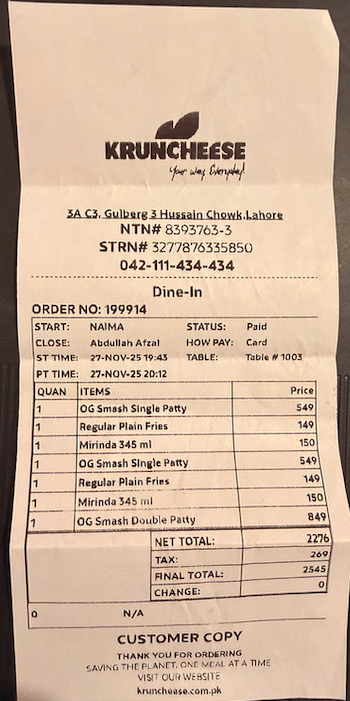 KRUNCHEESE
Your way Everyday!
3A C3, Gulberg 3 Hussain Chowk,Lahore
NTN# 8393763-3
STRN# 3277876335850
042-111-434-434
Dine-In
ORDER NO: 199914
START: NAIMA STATUS: Paid
CLOSE: Abdullah Afzal HOW PAY: Card
ST TIME: 27-NOV-25 19:43 TABLE: Table # 1003
PT TIME: 27-NOV-25 20:12
QUAN ITEMS Price
1 OG Smash Single Patty 549
1 Regular Plain Fries 149
1 Mirinda 345 ml 150
1 OG Smash Single Patty 549
1 Regular Plain Fries 149
1 Mirinda 345 ml 150
1 OG Smash Double Patty 849
NET TOTAL: 2276
TAX: 269
FINAL TOTAL: 2545
CHANGE: 0
0 N/A
CUSTOMER COPY
THANK YOU FOR ORDERING
SAVING THE PLANET, ONE MEAL AT A TIME
VISIT OUR WEBSITE
kruncheese.com.pk